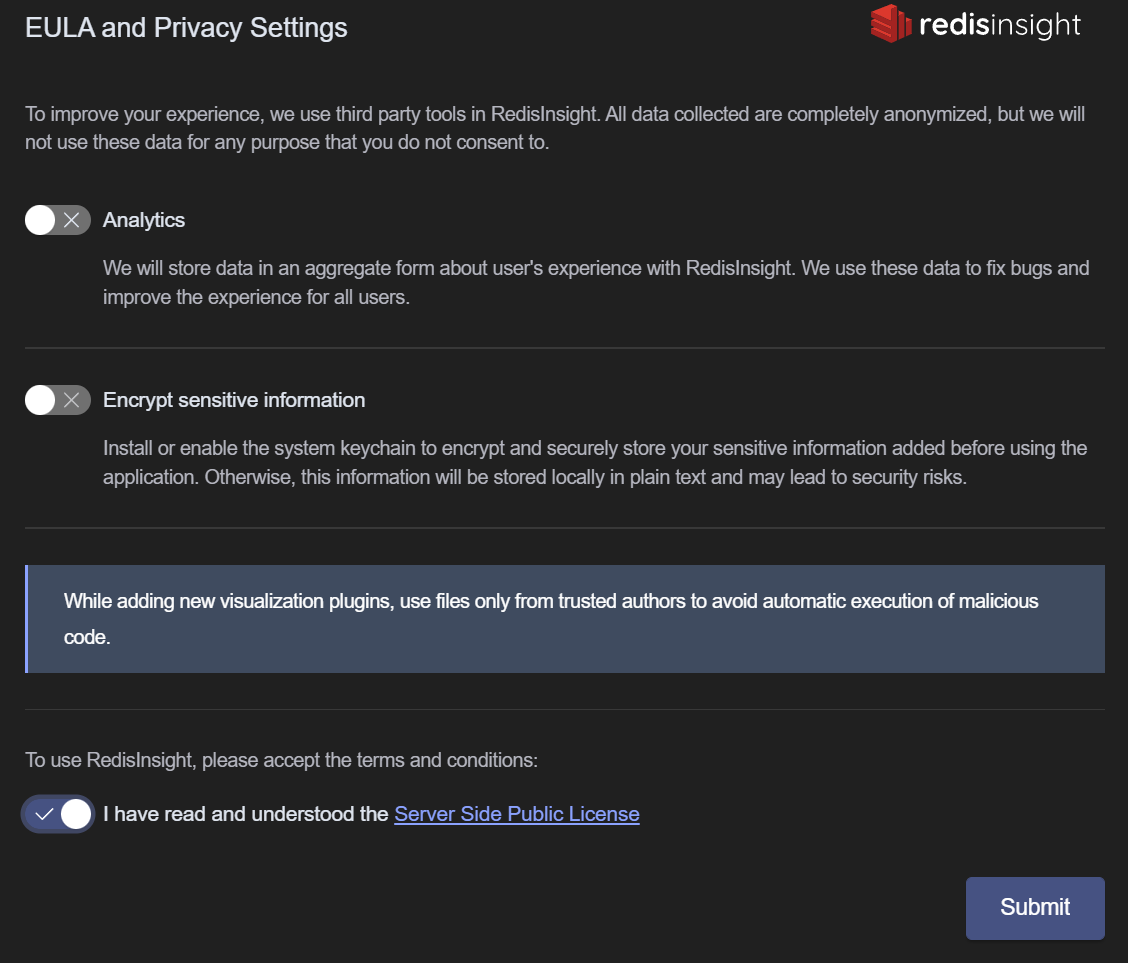 EULA and Privacy Settings
redisinsight
To improve your experience, we use third party tools in RedisInsight. All data collected are completely anonymized, but we will
not use these data for any purpose that you do not consent to.
Analytics
We will store data in an aggregate form about user's experience with RedisInsight. We use these data to fix bugs and
improve the experience for all users.
Encrypt sensitive information
Install or enable the system keychain to encrypt and securely store your sensitive information added before using the
application. Otherwise, this information will be stored locally in plain text and may lead to security risks.
While adding new visualization plugins, use files only from trusted authors to avoid automatic execution of malicious
code.
To use RedisInsight, please accept the terms and conditions:
I have read and understood the Server Side Public License
Submit